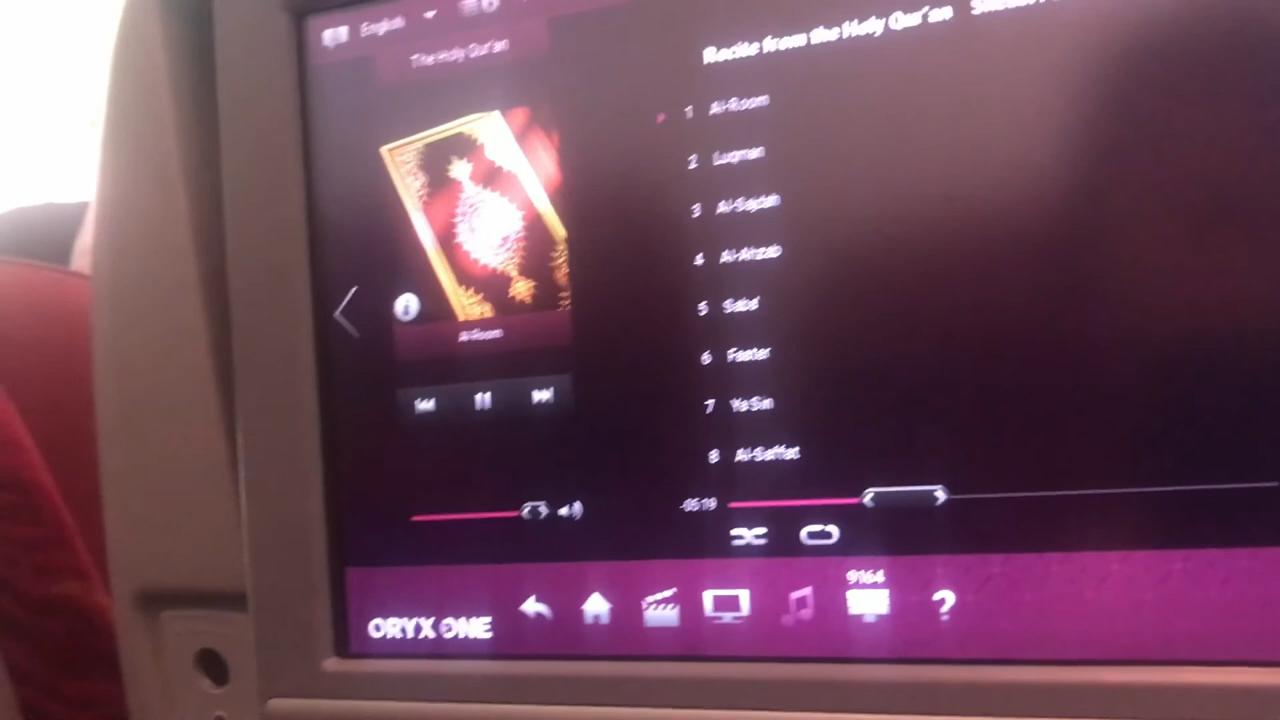 English
The Holy Qur'an
Recite from the Holy Qur'an
1 Al-Room
2 Luqman
3 Al-Sajdah
4 Al-Ahzab
5 Saba'
6 Faater
7 Ya Sin
8 Al-Saffat
Al-Room
-05:19
9164
?
ORYX ONE